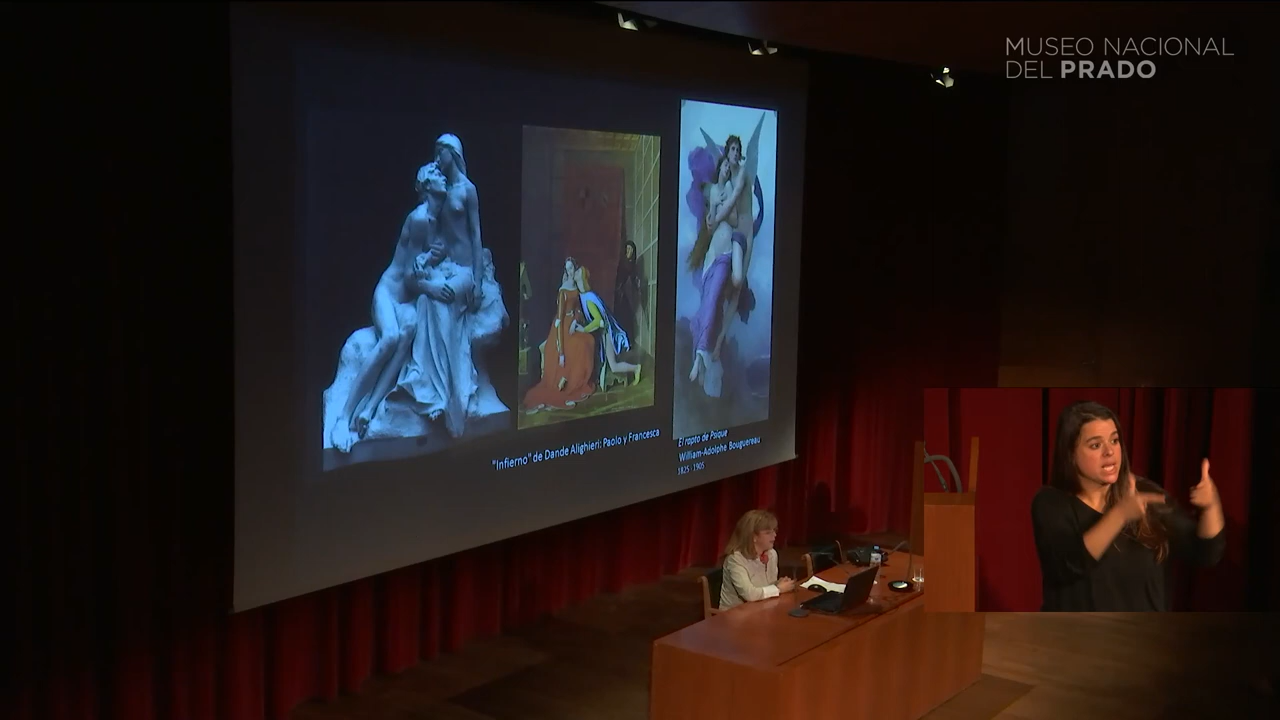 MUSEO NACIONAL
DEL PRADO
"Infierno" de Dande Alighieri: Paolo y Francesca
El rapto de Psique
William-Adolphe Bouguereau
1825 1905